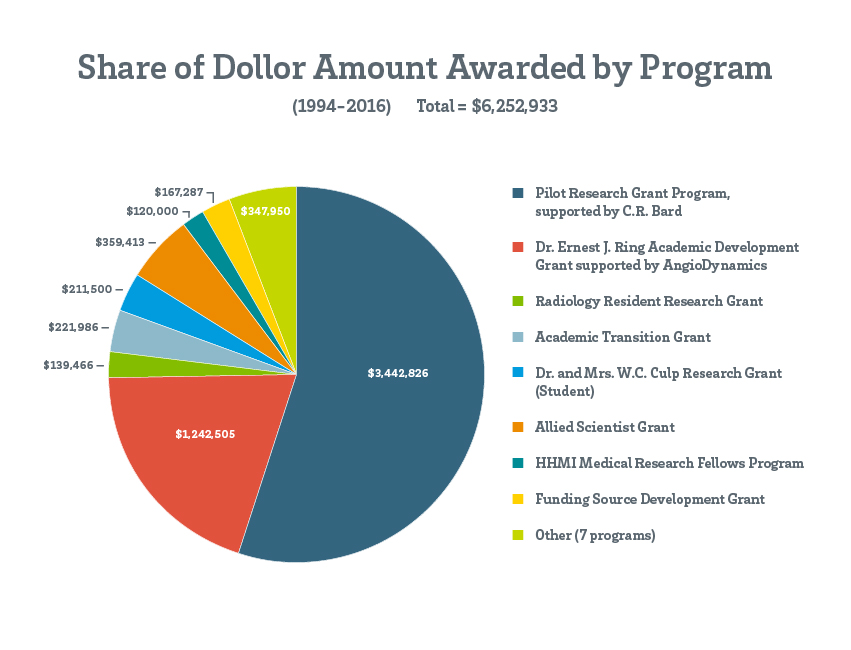 Share of Dollor Amount Awarded by Program
(1994–2016) Total = $6,252,933
$167,287
$120,000
$347,950
$359,413
$211,500
$221,986
$139,466
$3,442,826
$1,242,505
Pilot Research Grant Program,
supported by C.R. Bard
Dr. Ernest J. Ring Academic Development
Grant supported by AngioDynamics
Radiology Resident Research Grant
Academic Transition Grant
Dr. and Mrs. W.C. Culp Research Grant
(Student)
Allied Scientist Grant
HHMI Medical Research Fellows Program
Funding Source Development Grant
Other (7 programs)